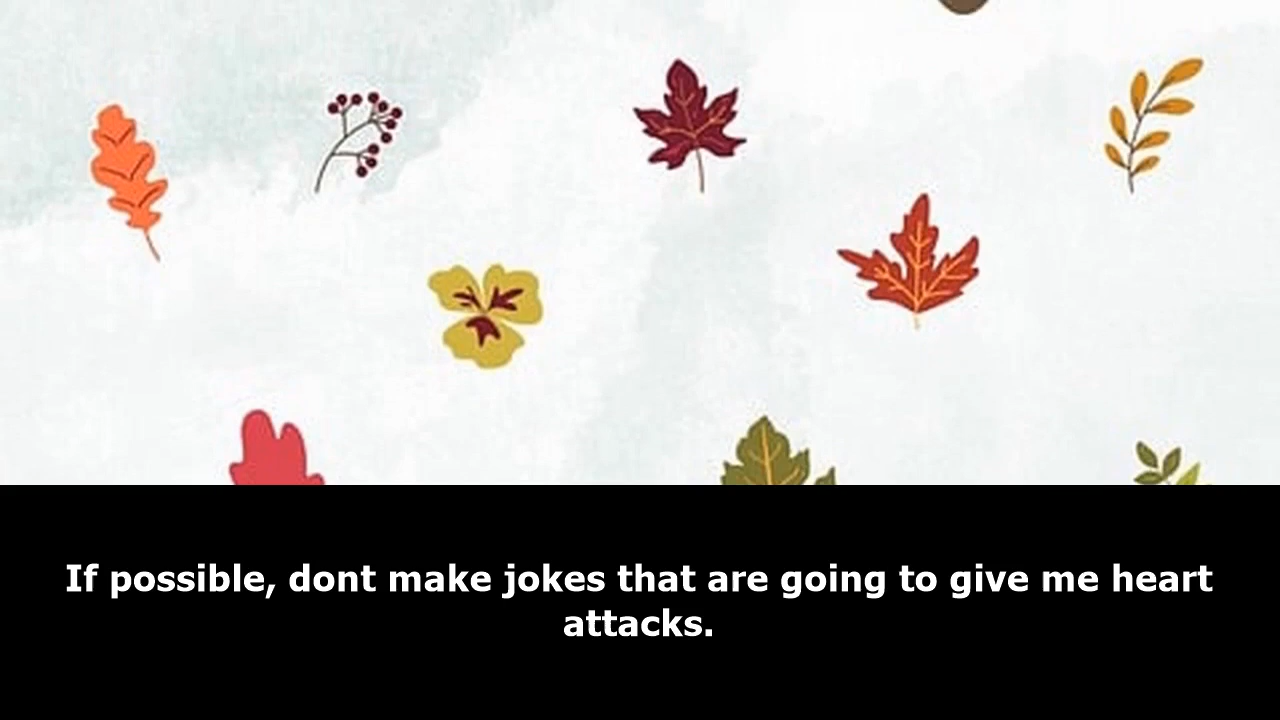 If possible, dont make jokes that are going to give me heart
attacks.